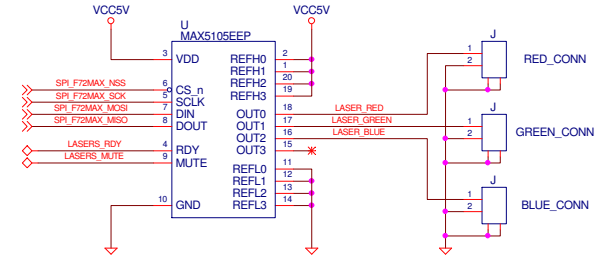 VCC5V
VCC5V
U
MAX5105EEP
J
3 VDD REFH0 2
REFH1 1
REFH2 20
REFH3 19
1
2
RED_CONN
SPI_F72MAX_NSS 6 CS_n
SPI_F72MAX_SCK 5 SCLK
SPI_F72MAX_MOSI 7 DIN OUT0 18 LASER_RED
SPI_F72MAX_MISO 8 DOUT OUT1 17 LASER_GREEN
OUT2 16 LASER_BLUE
J
1
2
GREEN_CONN
LASERS_RDY 4 RDY OUT3 15
LASERS_MUTE 9 MUTE
REFL0 11
REFL1 12
REFL2 13
10 GND REFL3 14
J
1
2
BLUE_CONN